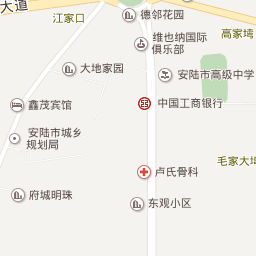 大道
江家口
德邻花园
维也纳国际
俱乐部
高家塆
大地家园
安陆市高级中学
鑫茂宾馆
中国工商银行
安陆市城乡
规划局
毛家大塆
卢氏骨科
府城明珠
东观小区